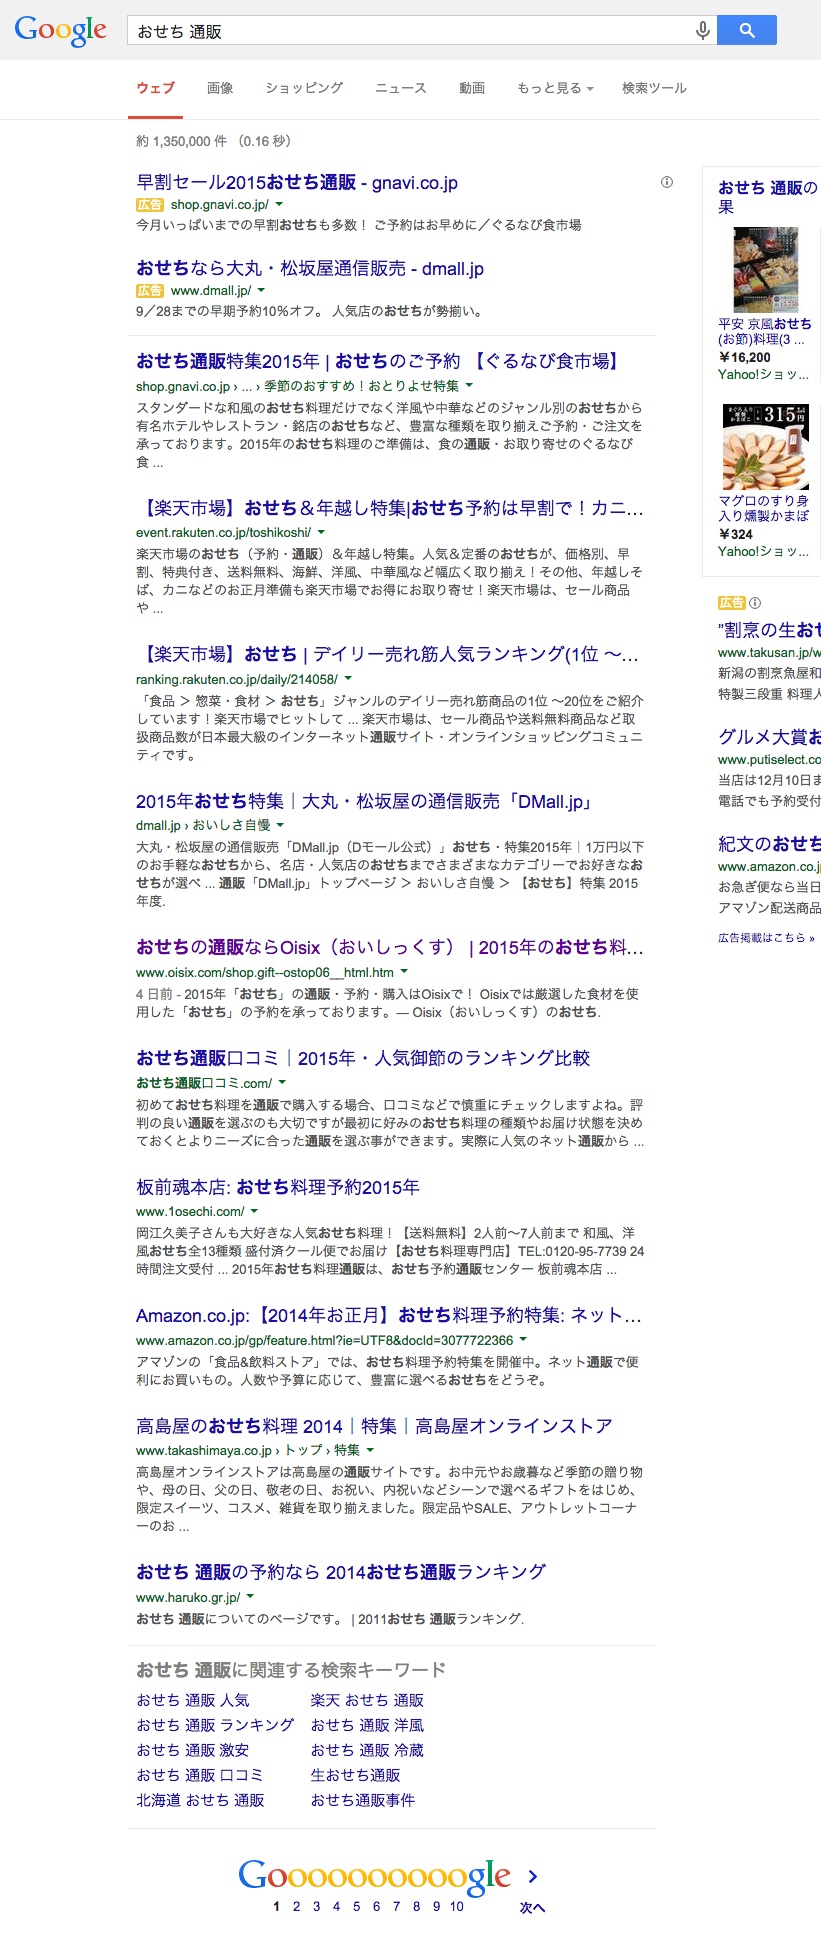 Google
おせち 通販
ウェブ 画像 ショッピング ニュース 動画 もっと見る 検索ツール
約 1,350,000 件 (0.16 秒)
早割セール2015おせち通販 - gnavi.co.jp
広告 shop.gnavi.co.jp/
今月いっぱいまでの早割おせちも多数！ ご予約はお早めに／ぐるなび食市場
おせちなら大丸・松坂屋通信販売 - dmall.jp
広告 www.dmall.jp/
9／28までの早期予約10％オフ。 人気店のおせちが勢揃い。
おせち通販特集2015年 | おせちのご予約 【ぐるなび食市場】
shop.gnavi.co.jp › ... › 季節のおすすめ！おとりよせ特集
スタンダードな和風のおせち料理だけでなく洋風や中華などのジャンル別のおせちから
有名ホテルやレストラン・銘店のおせちなど、豊富な種類を取り揃えご予約・ご注文を
承っております。2015年のおせち料理のご準備は、食の通販・お取り寄せのぐるなび
食 ...
【楽天市場】おせち＆年越し特集|おせち予約は早割で！カニ...
event.rakuten.co.jp/toshikoshi/
楽天市場のおせち（予約・通販）＆年越し特集。人気＆定番のおせちが、価格別、早
割、特典付き、送料無料、海鮮、洋風、中華風など幅広く取り揃え！その他、年越しそ
ば、カニなどのお正月準備も楽天市場でお得にお取り寄せ！楽天市場は、セール商品
や ...
【楽天市場】おせち | デイリー売れ筋人気ランキング(1位 ～...
ranking.rakuten.co.jp/daily/214058/
「食品 ＞ 惣菜・食材 ＞ おせち」ジャンルのデイリー売れ筋商品の1位 ～20位をご紹介
しています！楽天市場でヒットして ... 楽天市場は、セール商品や送料無料商品など取
扱商品数が日本最大級のインターネット通販サイト・オンラインショッピングコミュニ
ティです。
2015年おせち特集｜大丸・松坂屋の通信販売「DMall.jp」
dmall.jp › おいしさ自慢
大丸・松坂屋の通信販売「DMall.jp（Dモール公式）」おせち・特集2015年｜1万円以下
のお手軽なおせちから、名店・人気店のおせちまでさまざまなカテゴリーでお好きなお
せちが選べ ... 通販「DMall.jp」トップページ ＞ おいしさ自慢 ＞ 【おせち】特集 2015
年度.
おせちの通販ならOisix（おいしっくす） | 2015年のおせち料...
www.oisix.com/shop.gift--ostop06__html.htm
4 日前 - 2015年「おせち」の通販・予約・購入はOisixで！ Oisixでは厳選した食材を使
用した「おせち」の予約を承っております。— Oisix（おいしっくす）のおせち.
おせち通販口コミ｜2015年・人気御節のランキング比較
おせち通販口コミ.com/
初めておせち料理を通販で購入する場合、口コミなどで慎重にチェックしますよね。評
判の良い通販を選ぶのも大切ですが最初に好みのおせち料理の種類やお届け状態を決め
ておくとよりニーズに合った通販を選ぶ事ができます。実際に人気のネット通販から ...
板前魂本店: おせち料理予約2015年
www.1osechi.com/
岡江久美子さんも大好きな人気おせち料理！【送料無料】2人前～7人前まで 和風、洋
風おせち全13種類 盛付済クール便でお届け【おせち料理専門店】TEL:0120-95-7739 24
時間注文受付 ... 2015年おせち料理通販は、おせち予約通販センター 板前魂本店 ...
Amazon.co.jp: 【2014年お正月】おせち料理予約特集: ネット...
www.amazon.co.jp/gp/feature.html?ie=UTF8&docId=3077722366
アマゾンの「食品&飲料ストア」では、おせち料理予約特集を開催中。ネット通販で便
利にお買いもの。人数や予算に応じて、豊富に選べるおせちをどうぞ。
高島屋のおせち料理 2014｜特集｜高島屋オンラインストア
www.takashimaya.co.jp › トップ › 特集
高島屋オンラインストアは高島屋の通販サイトです。お中元やお歳暮など季節の贈り物
や、母の日、父の日、敬老の日、お祝い、内祝いなどシーンで選べるギフトをはじめ、
限定スイーツ、コスメ、雑貨を取り揃えました。限定品やSALE、アウトレットコーナ
ーのお ...
おせち 通販の予約なら 2014おせち通販ランキング
www.haruko.gr.jp/
おせち 通販についてのページです。 | 2011おせち 通販ランキング.
おせち 通販に関連する検索キーワード
おせち 通販 人気 楽天 おせち 通販
おせち 通販 ランキング おせち 通販 洋風
おせち 通販 激安 おせち 通販 冷蔵
おせち 通販 口コミ 生おせち通販
北海道 おせち 通販 おせち通販事件
Goooooooooogle
1 2 3 4 5 6 7 8 9 10 次へ
おせち 通販の
果
平安 京風おせち
(お節)料理(3 ...
￥16,200
Yahoo!ショッ...
315
マグロのすり身
入り燻製かまぼ
￥324
Yahoo!ショッ...
広告
”割烹の生おせ
www.takusan.jp/w
新潟の割烹魚屋和
特製三段重 料理人
グルメ大賞お
www.putiselect.co
当店は12月10日ま
電話でも予約受付
紀文のおせち
www.amazon.co.j
お急ぎ便なら当日
アマゾン配送商品
広告掲載はこちら »